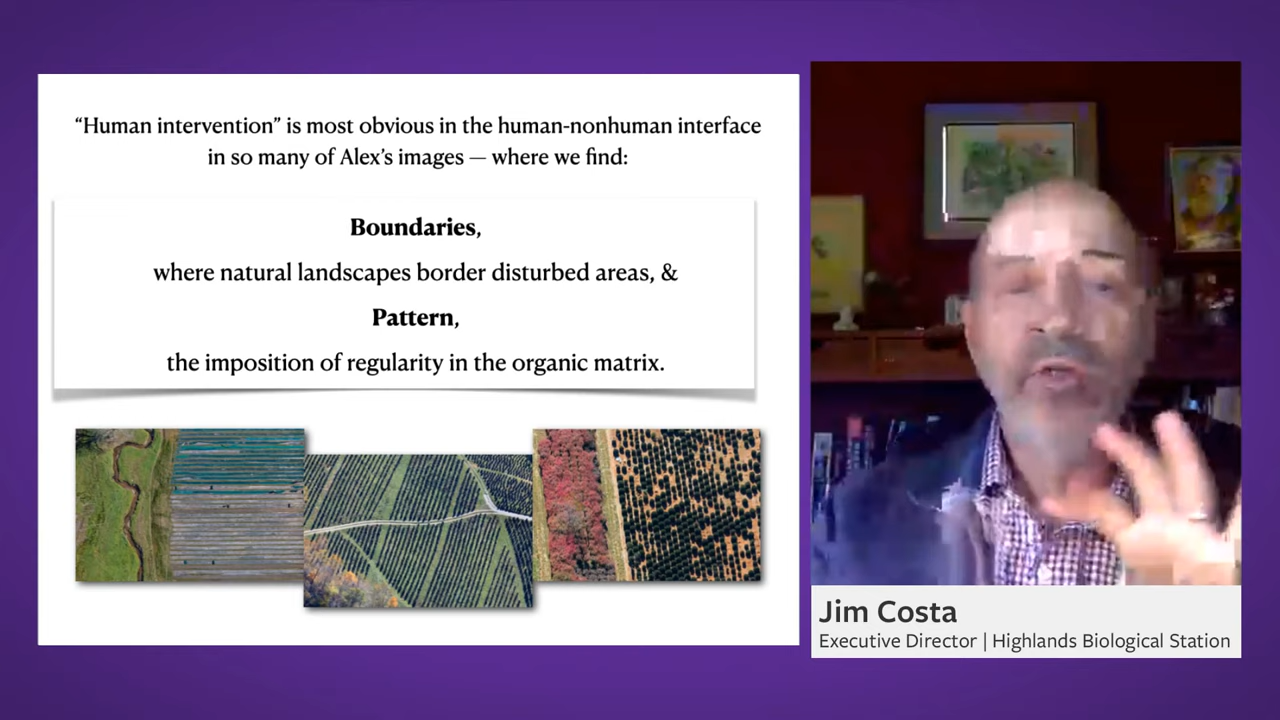 “Human intervention” is most obvious in the human-nonhuman interface
in so many of Alex’s images — where we find:
Boundaries,
where natural landscapes border disturbed areas, &
Pattern,
the imposition of regularity in the organic matrix.
Jim Costa
Executive Director | Highlands Biological Station